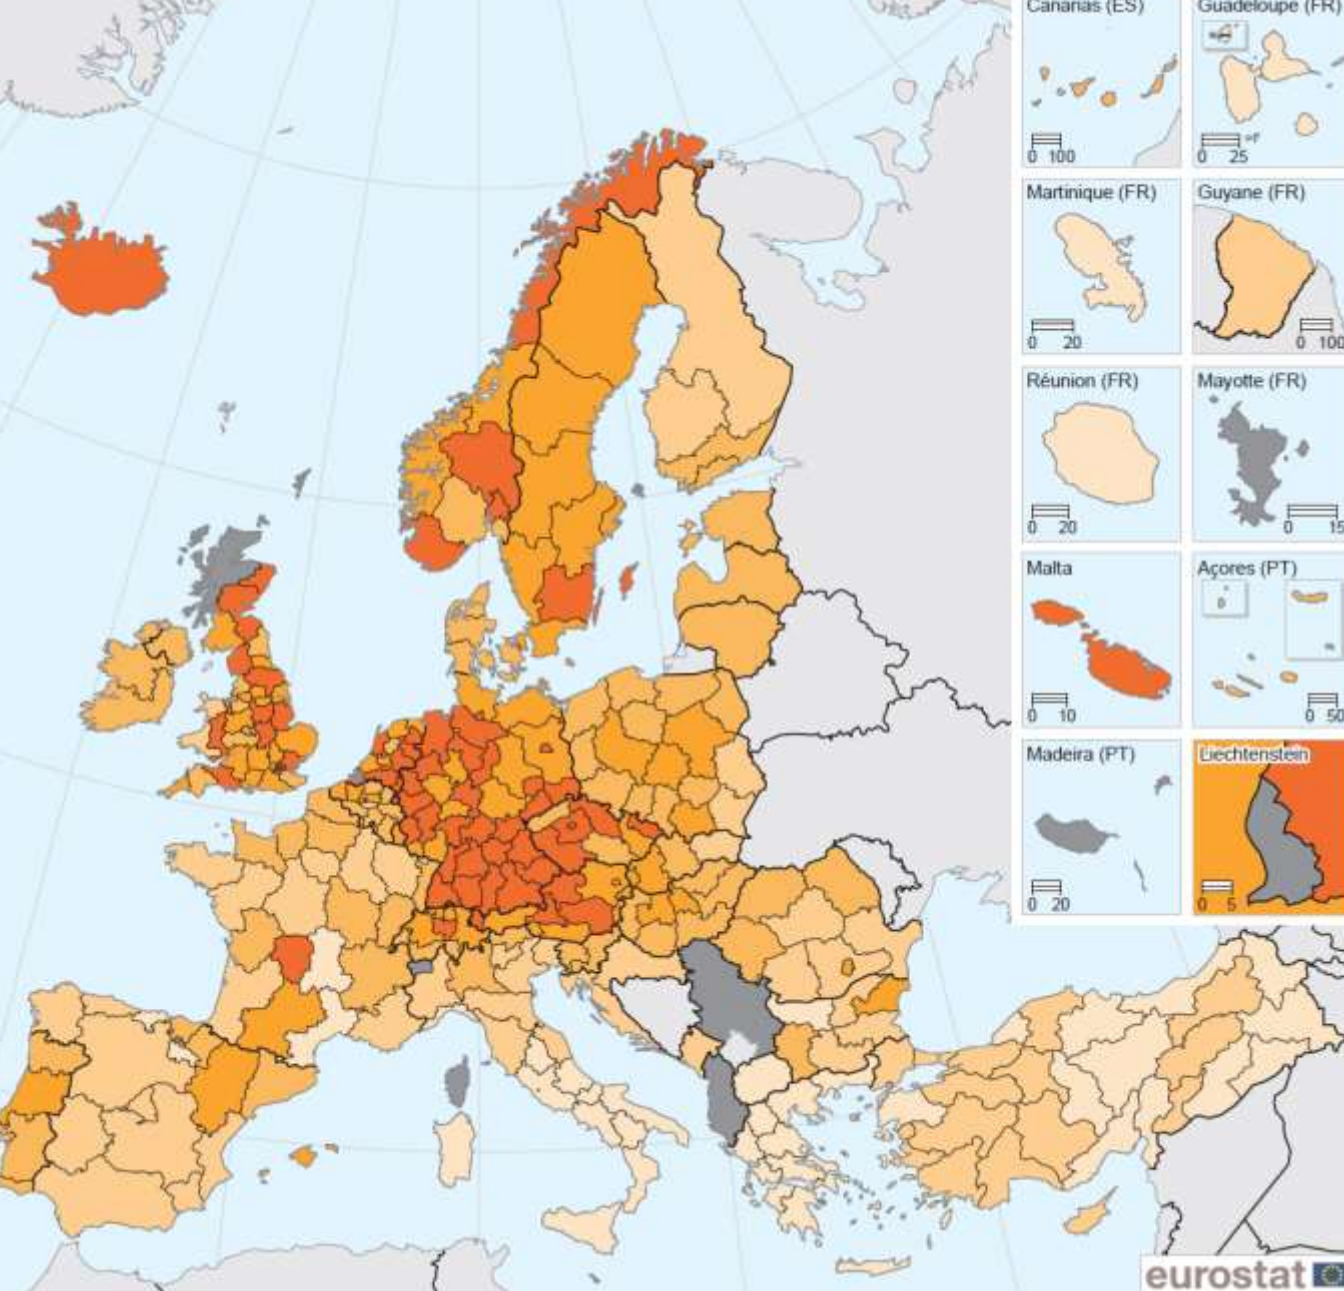 Canarias (ES)
0 100
Guadeloupe (FR)
0 25
Martinique (FR)
0 20
Guyane (FR)
0 100
Réunion (FR)
0 20
Mayotte (FR)
0 15
Malta
0 10
Açores (PT)
0 50
Madeira (PT)
0 20
Liechtenstein
0 5
eurostat